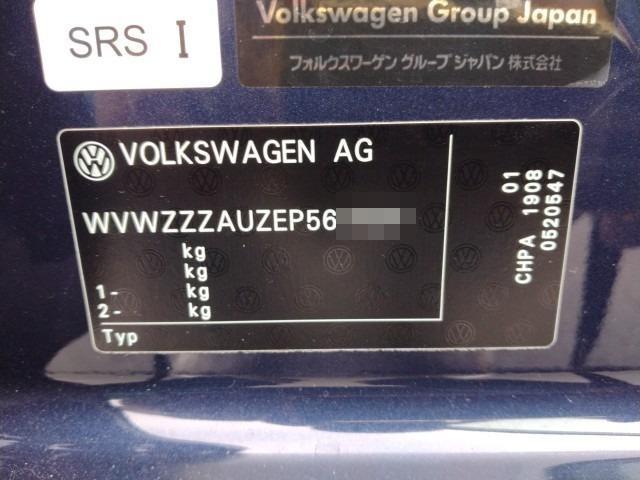 SRS I
Volkswagen Group Japan
フォルクスワーゲン グループ ジャパン 株式会社
VOLKSWAGEN AG
WVWZZZAUZEP56
kg
kg
1- kg
2- kg
Typ
01
CHPA 1908
0520547